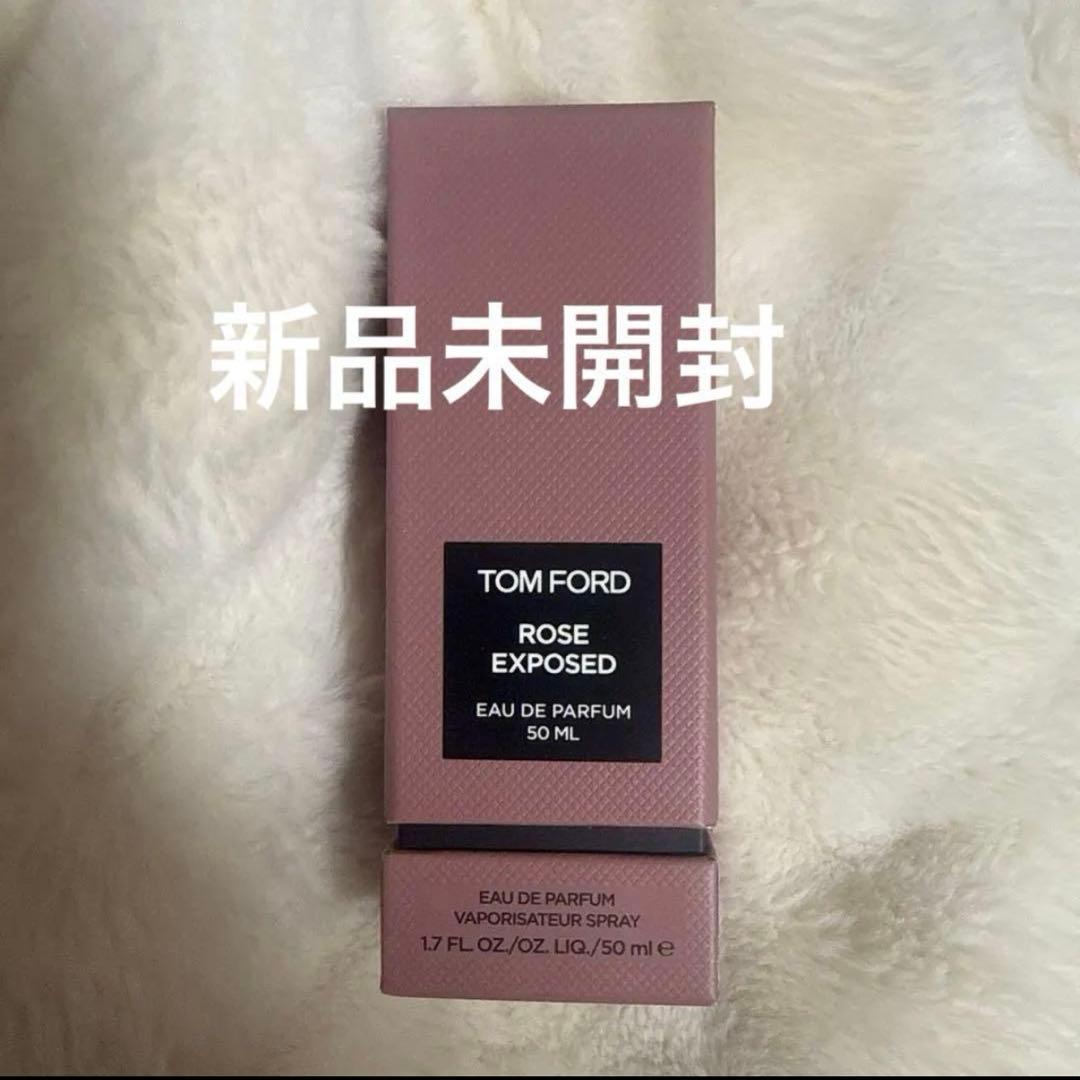 新品未開封
TOM FORD
ROSE
EXPOSED
EAU DE PARFUM
50 ML
EAU DE PARFUM
VAPORISATEUR SPRAY
1.7 FL. OZ./OZ. LIQ./50 ml ℮